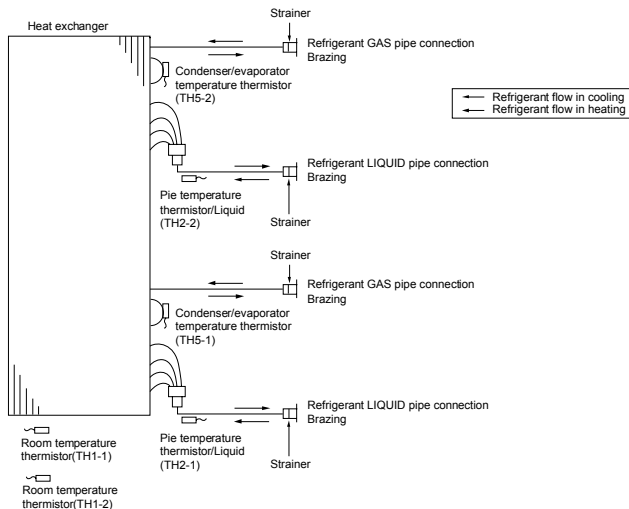 Strainer
Heat exchanger
Refrigerant GAS pipe connection
Brazing
Condenser/evaporator
temperature thermistor
(TH5-2)
Refrigerant flow in cooling
Refrigerant flow in heating
Refrigerant LIQUID pipe connection
Brazing
Pie temperature
thermistor/Liquid
(TH2-2)
Strainer
Strainer
Refrigerant GAS pipe connection
Brazing
Condenser/evaporator
temperature thermistor
(TH5-1)
Refrigerant LIQUID pipe connection
Brazing
Pie temperature
thermistor/Liquid
(TH2-1)
Strainer
Room temperature
thermistor(TH1-1)
Room temperature
thermistor(TH1-2)